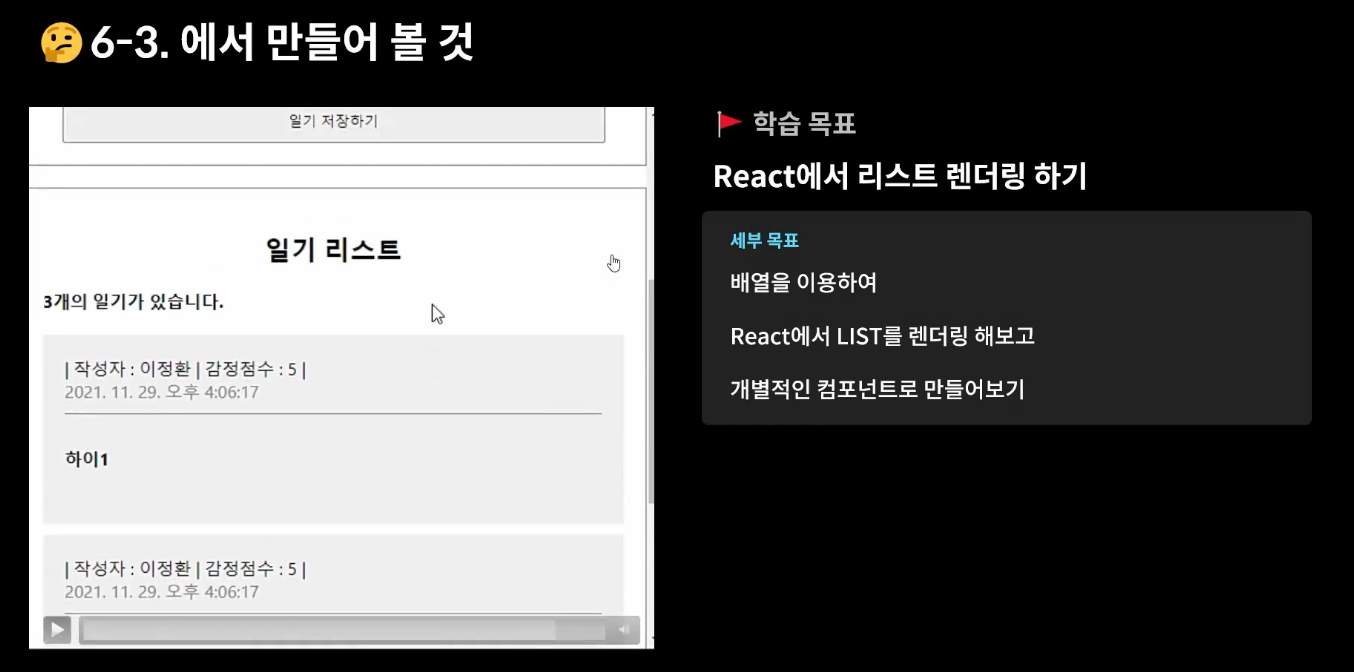 🤔6-3. 에서 만들어 볼 것
일기 저장하기
일기 리스트
3개의 일기가 있습니다.
| 작성자 : 이정환 | 감정점수 : 5 |
2021. 11. 29. 오후 4:06:17
하이1
| 작성자 : 이정환 | 감정점수 : 5 |
2021. 11. 29. 오후 4:06:17
🚩 학습 목표
React에서 리스트 렌더링 하기
세부 목표
배열을 이용하여
React에서 LIST를 렌더링 해보고
개별적인 컴포넌트로 만들어보기